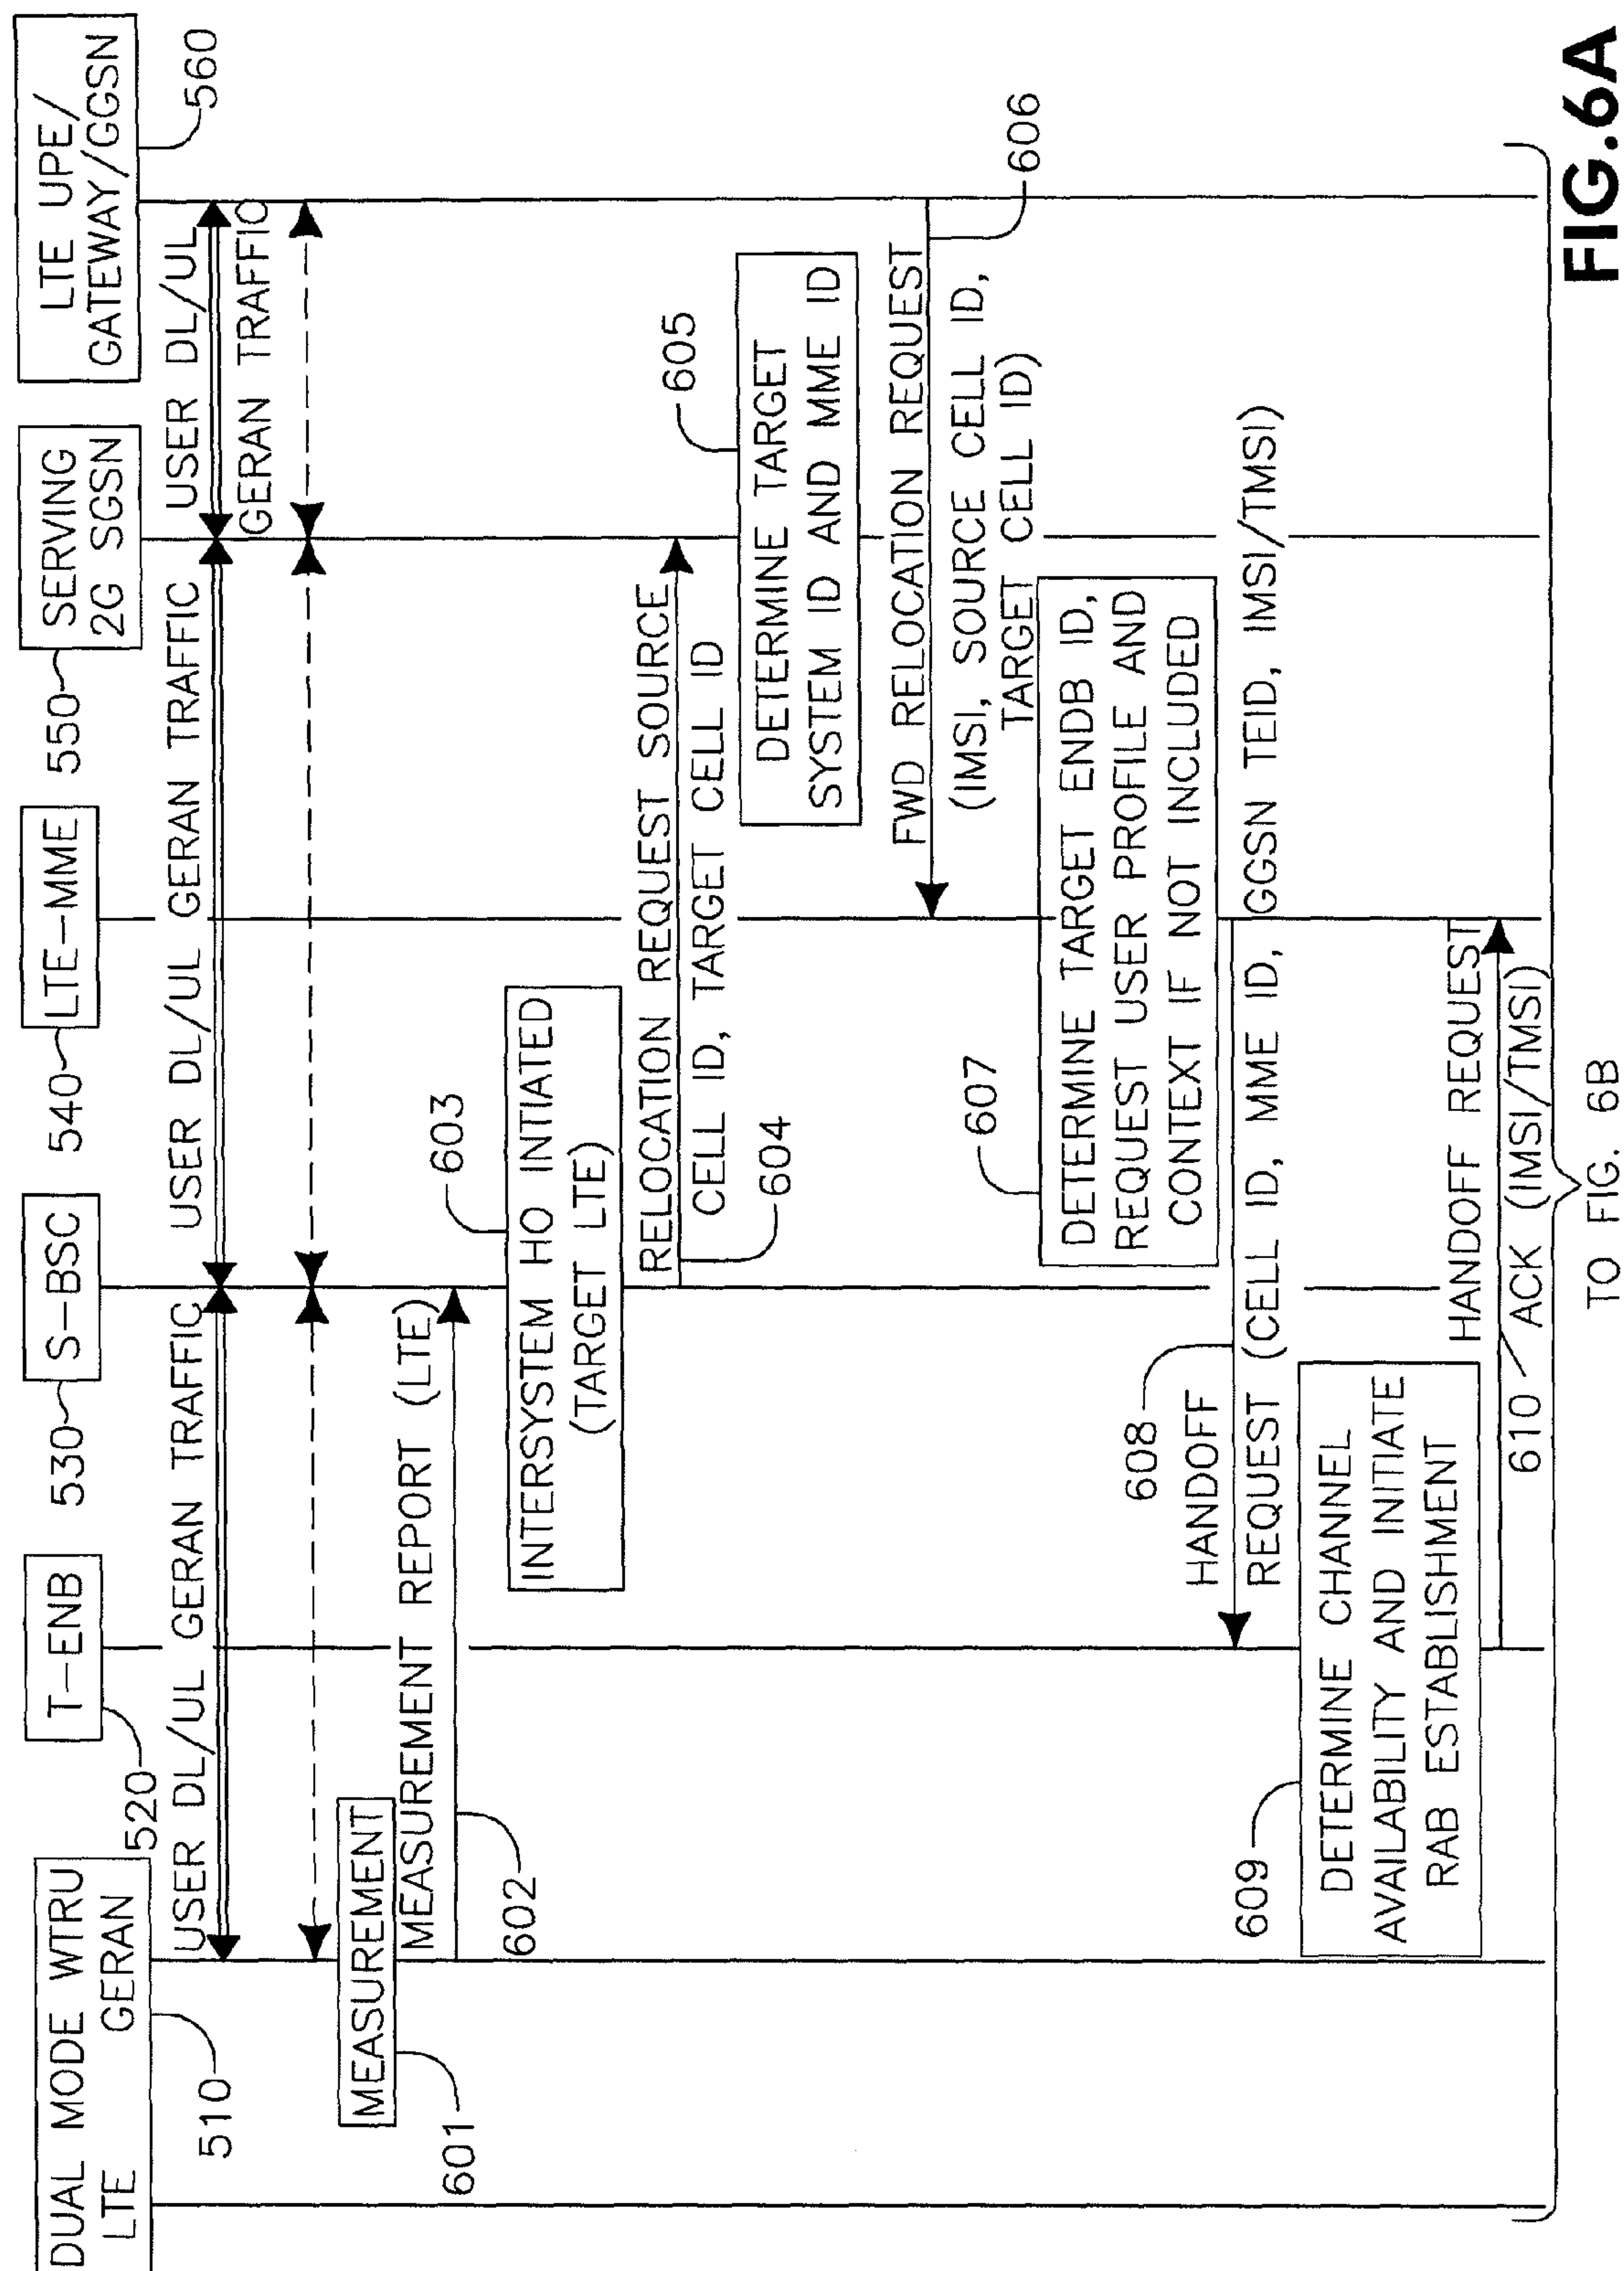 DUAL MODE WTRU
LTE GERAN
510
T-ENB
520
S-BSC
530
LTE-MME
540
SERVING
2G SGSN
550
LTE UPE/
GATEWAY/GGSN
560
USER DL/UL GERAN TRAFFIC
USER DL/UL GERAN TRAFFIC
USER DL/UL
GERAN TRAFFIC
MEASUREMENT
601
MEASUREMENT REPORT (LTE)
602
603
INTERSYSTEM HO INTIATED
(TARGET LTE)
RELOCATION REQUEST SOURCE
CELL ID, TARGET CELL ID
604
605
DETERMINE TARGET
SYSTEM ID AND MME ID
FWD RELOCATION REQUEST
(IMSI, SOURCE CELL ID,
TARGET CELL ID)
606
607
DETERMINE TARGET ENDB ID,
REQUEST USER PROFILE AND
CONTEXT IF NOT INCLUDED
608
HANDOFF
REQUEST (CELL ID, MME ID, GGSN TEID, IMSI/TMSI)
609
DETERMINE CHANNEL
AVAILABILITY AND INITIATE
RAB ESTABLISHMENT
HANDOFF REQUEST
610 ACK (IMSI/TMSI)
TO FIG. 6B
FIG.6A